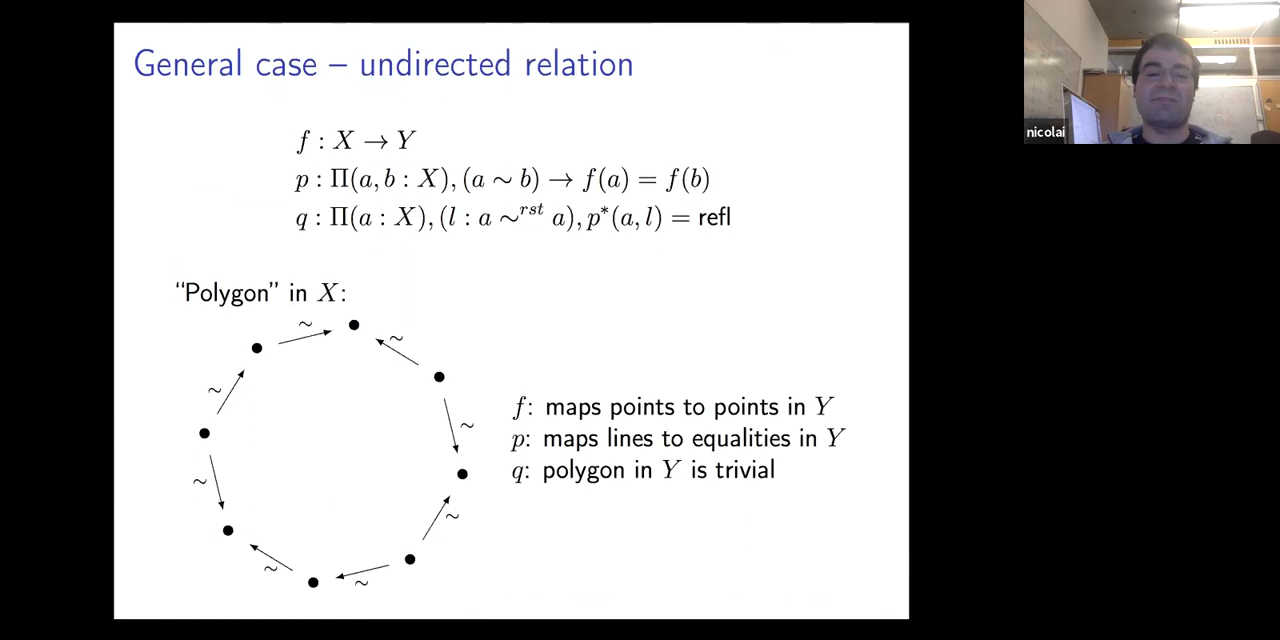 General case – undirected relation
f : X → Y
p : Π(a, b : X), (a ∼ b) → f(a) = f(b)
q : Π(a : X), (l : a ∼ʳˢᵗ a), p*(a, l) = refl
“Polygon” in X:
∼ ∼
∼
∼
∼
∼
∼ ∼
f: maps points to points in Y
p: maps lines to equalities in Y
q: polygon in Y is trivial
nicolai